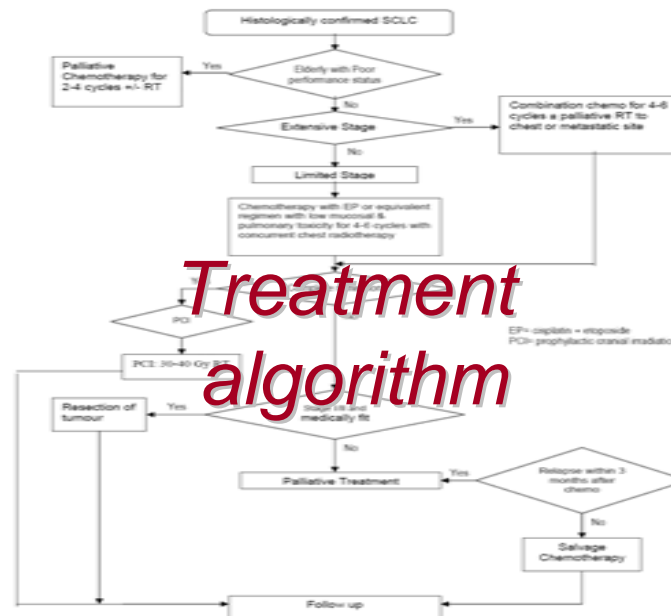 Histologically confirmed SCLC
Palliative
Chemotherapy for
2-4 cycles +/- RT
Yes
Elderly with Poor
performance status
No
Extensive Stage
Yes
Combination chemo for 4-6
cycles a palliative RT to
chest or metastatic site
No
Limited Stage
Chemotherapy with EP or equivalent
regimen with low mucosal &
pulmonary toxicity for 4-6 cycles with
concurrent chest radiotherapy
Treatment
algorithm
PCI
EP= cisplatin + etoposide
PCI= prophylactic cranial irradiatio
PCI: 30-40 Gy RT
Resection of
tumour
Yes
and
medically fit
No
Palliative Treatment
Yes
Relapse within 3
months after
chemo
No
Salvage
Chemotherapy
Follow up